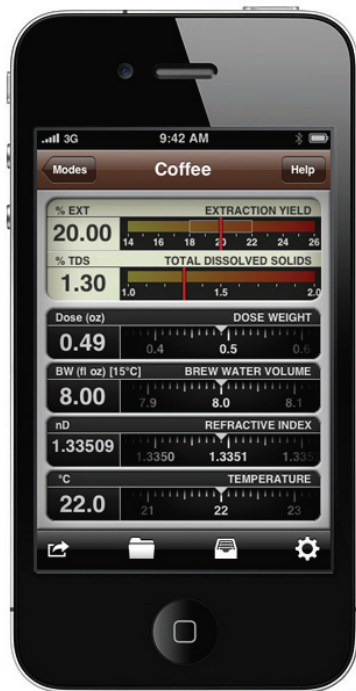 3G 9:42 AM
Modes Coffee Help
% EXT EXTRACTION YIELD
20.00
14 16 18 20 22 24 26
% TDS TOTAL DISSOLVED SOLIDS
1.30
1.0 1.5 2.0
Dose (oz) DOSE WEIGHT
0.49 0.4 0.5 0.6
BW (fl oz) [15°C] BREW WATER VOLUME
8.00 7.9 8.0 8.1
nD REFRACTIVE INDEX
1.33509 1.3350 1.3351 1.335
°C TEMPERATURE
22.0 21 22 23